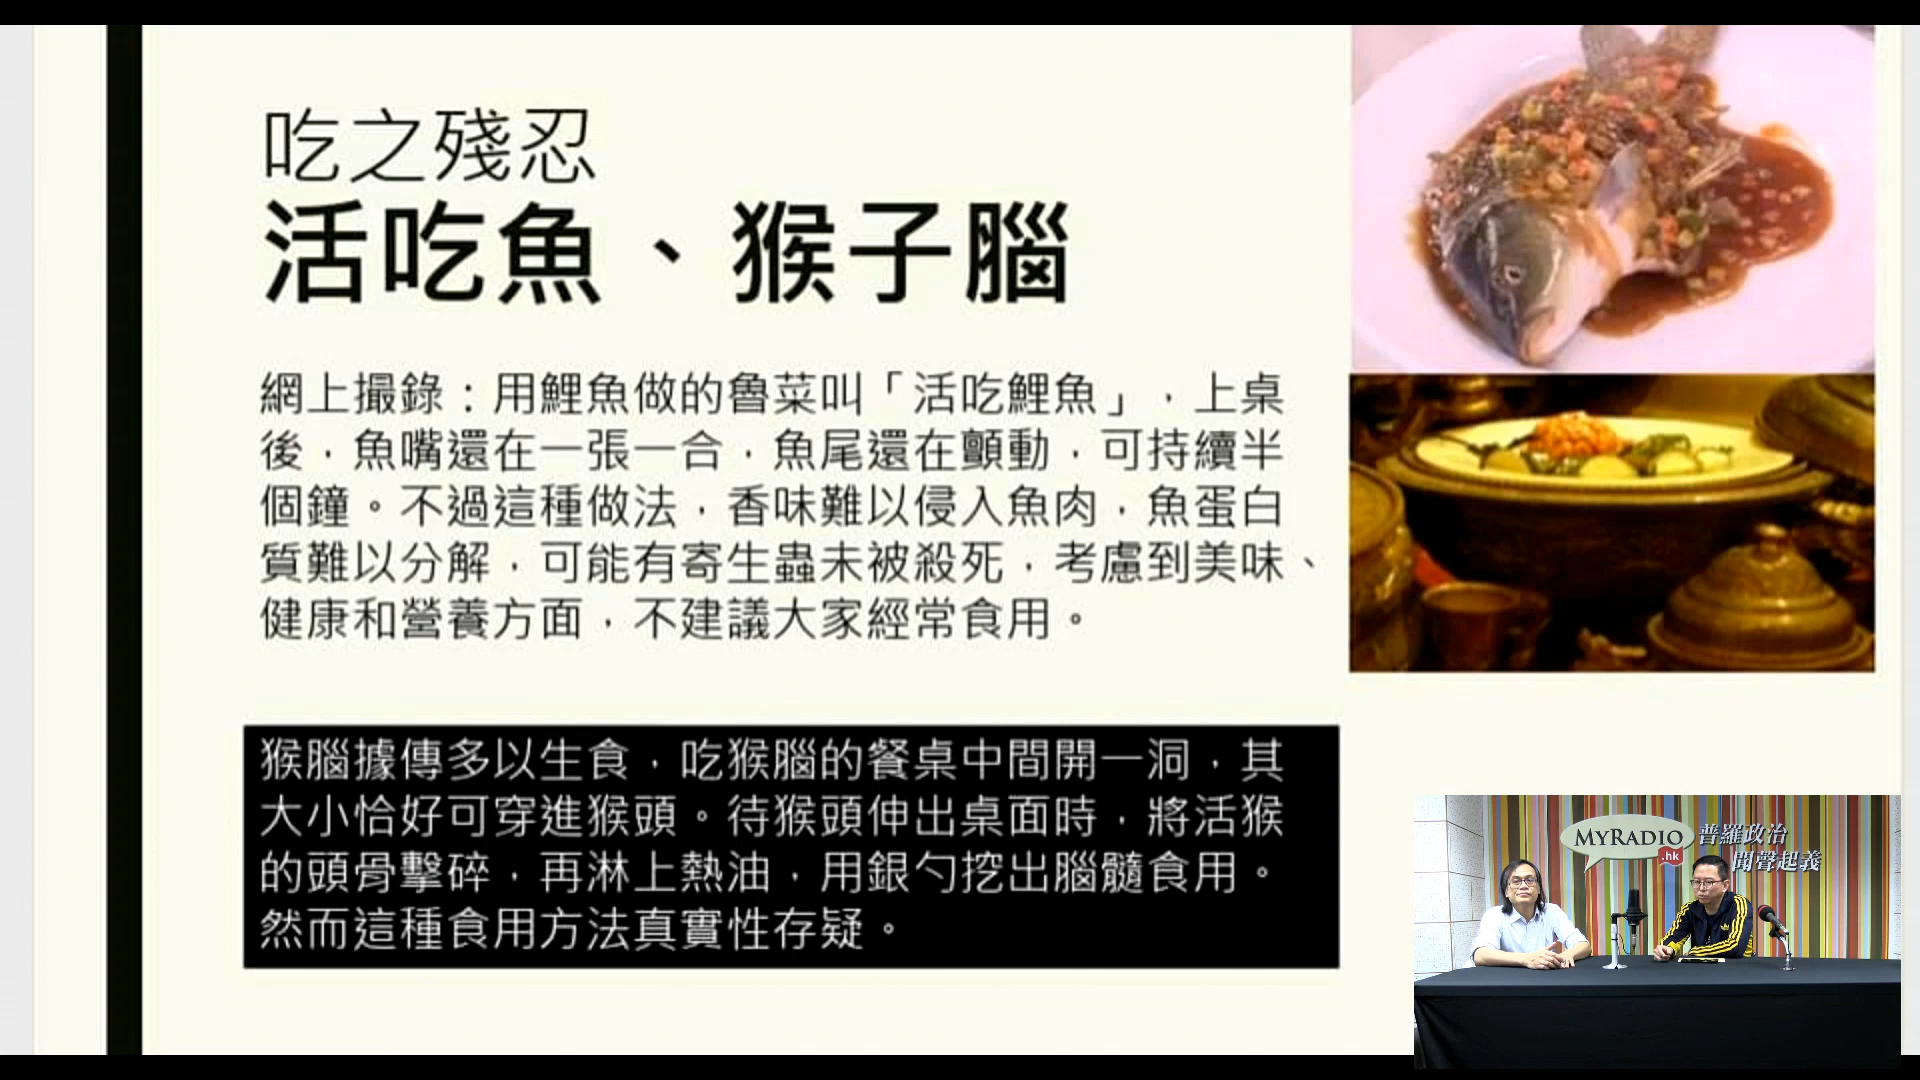 吃之殘忍
活吃魚、猴子腦
網上撮錄：用鯉魚做的魯菜叫「活吃鯉魚」，上桌
後，魚嘴還在一張一合，魚尾還在顫動，可持續半
個鐘。不過這種做法，香味難以侵入魚肉，魚蛋白
質難以分解，可能有寄生蟲未被殺死，考慮到美味、
健康和營養方面，不建議大家經常食用。
猴腦據傳多以生食，吃猴腦的餐桌中間開一洞，其
大小恰好可穿進猴頭。待猴頭伸出桌面時，將活猴
的頭骨擊碎，再淋上熱油，用銀勺挖出腦髓食用。
然而這種食用方法真實性存疑。
MYRADIO
.hk
普羅政治
聞聲起義